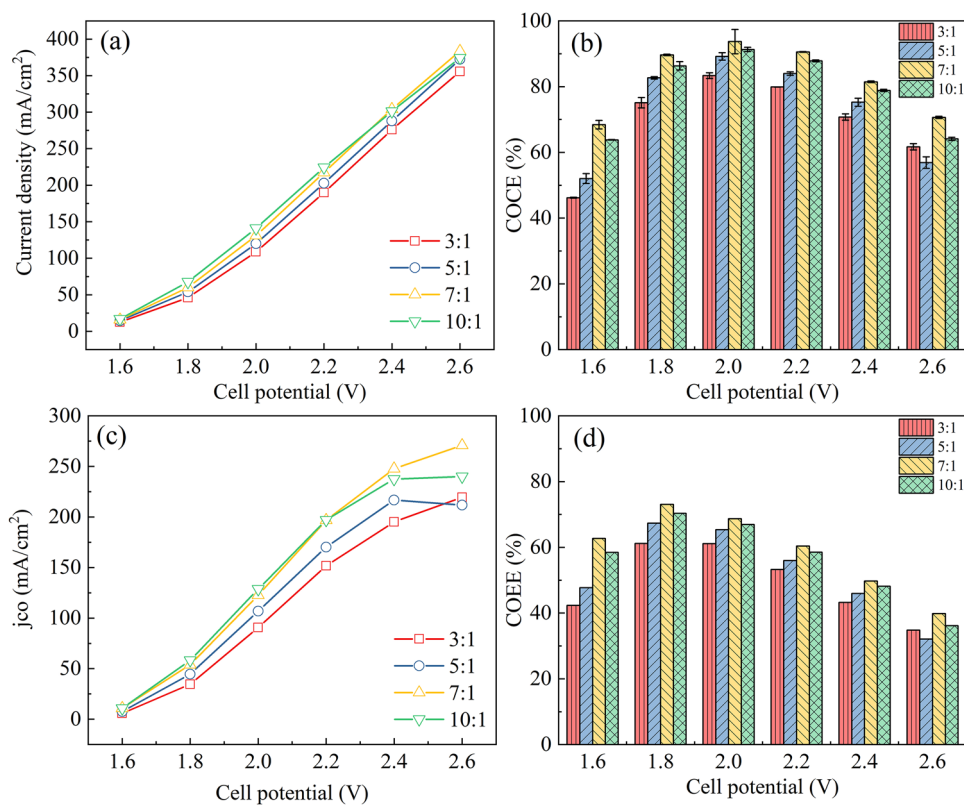 (a)
Current density (mA/cm²)
400
350
300
250
200
150
100
50
0
3:1
5:1
7:1
10:1
1.6 1.8 2.0 2.2 2.4 2.6
Cell potential (V)
(b)
COCE (%)
100
80
60
40
20
0
3:1
5:1
7:1
10:1
1.6 1.8 2.0 2.2 2.4 2.6
Cell potential (V)
(c)
jco (mA/cm²)
300
250
200
150
100
50
0
3:1
5:1
7:1
10:1
1.6 1.8 2.0 2.2 2.4 2.6
Cell potential (V)
(d)
COEE (%)
100
80
60
40
20
0
3:1
5:1
7:1
10:1
1.6 1.8 2.0 2.2 2.4 2.6
Cell potential (V)